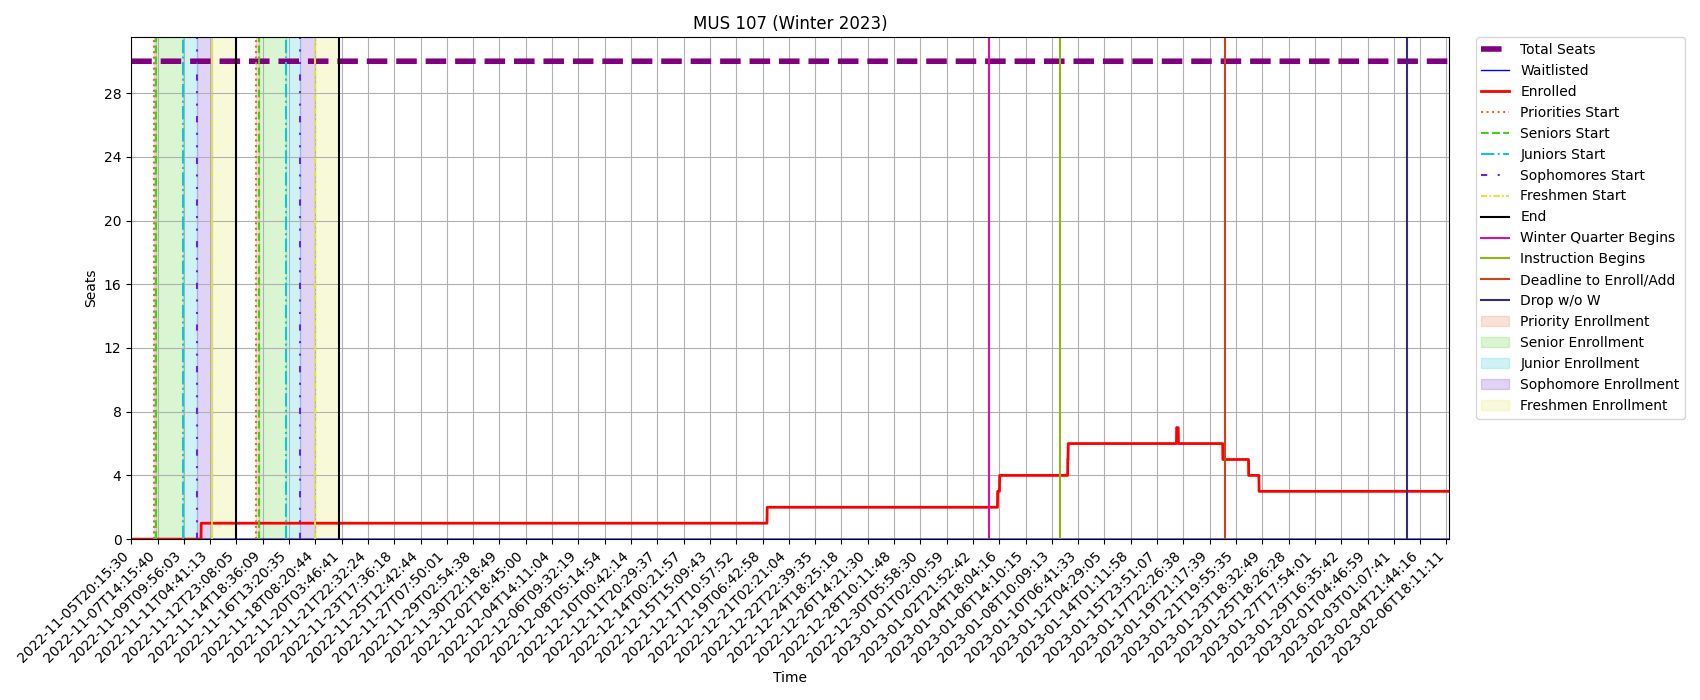 MUS 107 (Winter 2023)
Seats
28
24
20
16
12
8
4
0
2022-11-05T20:15:30
2022-11-07T14:15:40
2022-11-09T09:56:03
2022-11-11T04:41:13
2022-11-12T23:08:05
2022-11-14T18:36:09
2022-11-16T13:20:35
2022-11-18T08:20:44
2022-11-20T03:46:41
2022-11-21T22:32:24
2022-11-23T17:36:18
2022-11-25T12:42:44
2022-11-27T07:50:01
2022-11-29T02:54:38
2022-11-30T22:18:49
2022-12-02T18:45:00
2022-12-04T14:11:04
2022-12-06T09:32:19
2022-12-08T05:14:54
2022-12-10T00:42:14
2022-12-11T20:29:37
2022-12-14T00:21:57
2022-12-15T15:09:43
2022-12-17T10:57:52
2022-12-19T06:42:58
2022-12-21T02:21:04
2022-12-22T22:39:35
2022-12-24T18:25:18
2022-12-26T14:21:30
2022-12-28T10:11:48
2022-12-30T05:58:30
2023-01-01T02:00:59
2023-01-02T21:52:42
2023-01-04T18:04:16
2023-01-06T14:10:15
2023-01-08T10:09:13
2023-01-10T06:41:33
2023-01-12T04:29:05
2023-01-14T01:11:58
2023-01-15T23:51:07
2023-01-17T22:26:38
2023-01-19T21:17:39
2023-01-21T19:55:35
2023-01-23T18:32:49
2023-01-25T18:26:28
2023-01-27T17:54:01
2023-01-29T16:35:42
2023-02-01T04:46:59
2023-02-03T01:07:41
2023-02-04T21:44:16
2023-02-06T18:11:11
Time
Total Seats
Waitlisted
Enrolled
Priorities Start
Seniors Start
Juniors Start
Sophomores Start
Freshmen Start
End
Winter Quarter Begins
Instruction Begins
Deadline to Enroll/Add
Drop w/o W
Priority Enrollment
Senior Enrollment
Junior Enrollment
Sophomore Enrollment
Freshmen Enrollment